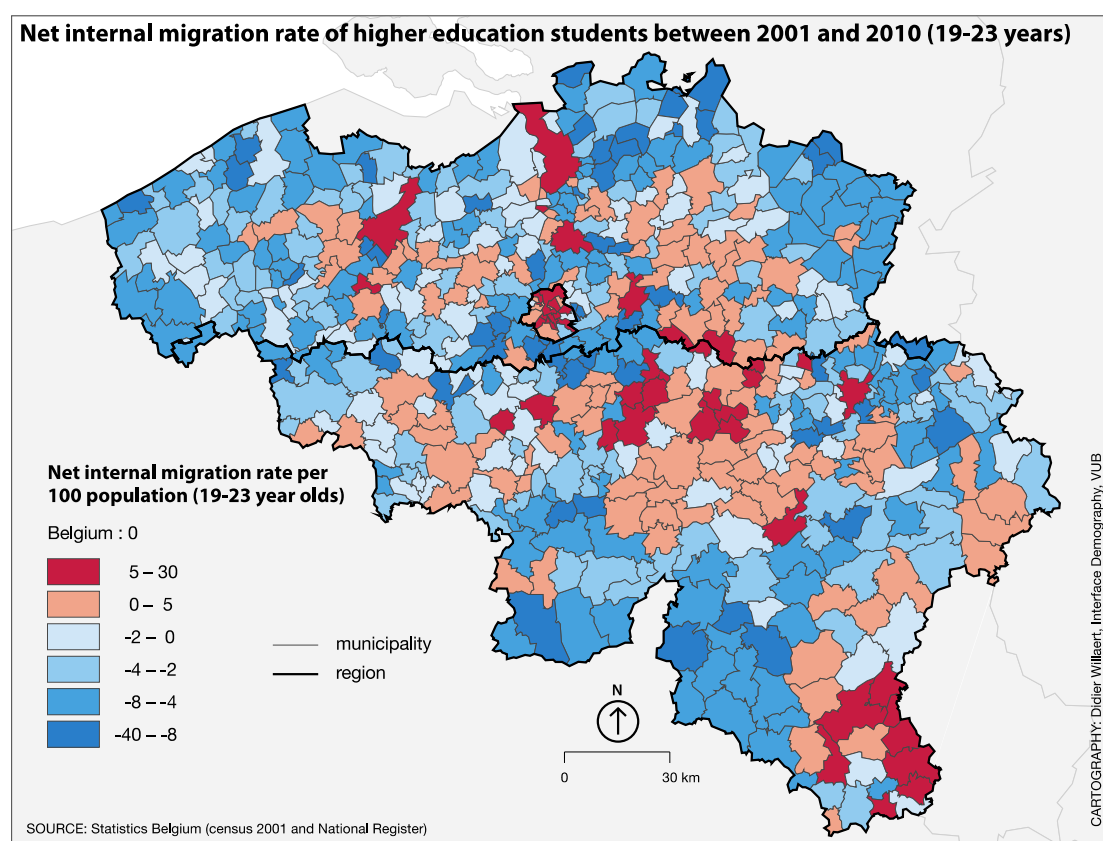 Net internal migration rate of higher education students between 2001 and 2010 (19-23 years)
Net internal migration rate per
100 population (19-23 year olds)
Belgium : 0
5 – 30
0 – 5
-2 – 0
-4 – -2
-8 – -4
-40 – -8
municipality
region
N
0 30 km
SOURCE: Statistics Belgium (census 2001 and National Register)
CARTOGRAPHY: Didier Willaert, Interface Demography, VUB